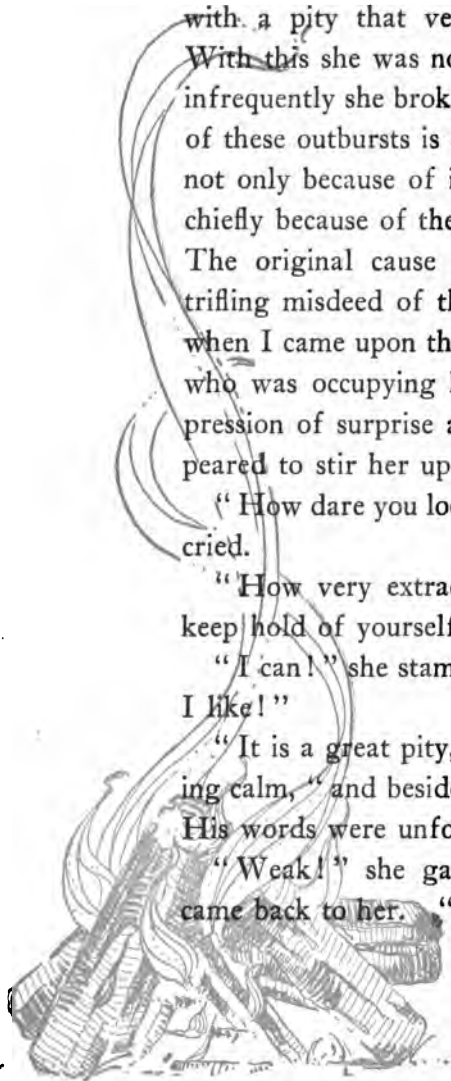 with a pity that ve
With this she was no
infrequently she brok
of these outbursts is
not only because of i
chiefly because of the
The original cause
trifling misdeed of th
when I came upon th
who was occupying
pression of surprise a
peared to stir her up
“ How dare you loo
cried.
“ How very extrao
keep hold of yourself
“ I can ! ” she stam
I like ! ”
“ It is a great pity,
ing calm, “ and beside
His words were unfo
“ Weak ! ” she ga
came back to her. “